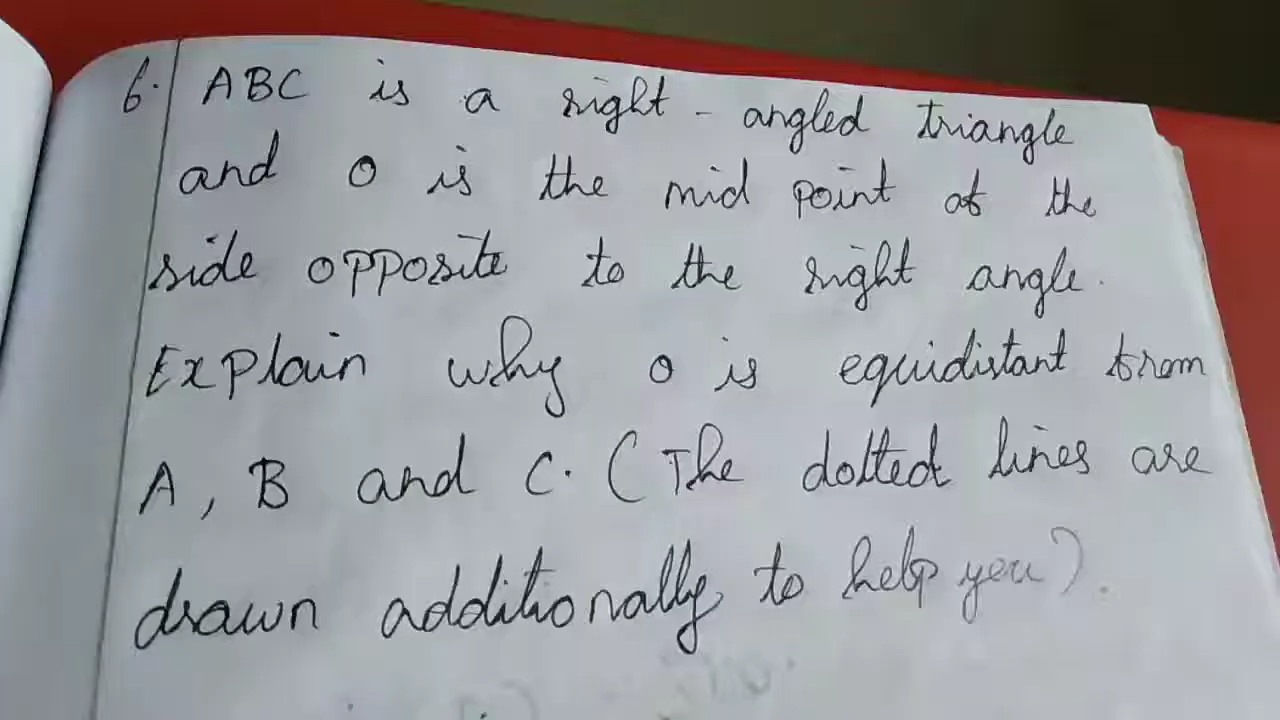 6. ABC is a right - angled triangle
and O is the mid point of the
side opposite to the right angle.
Explain why O is equidistant from
A, B and C. (The dotted lines are
drawn additionally to help you).